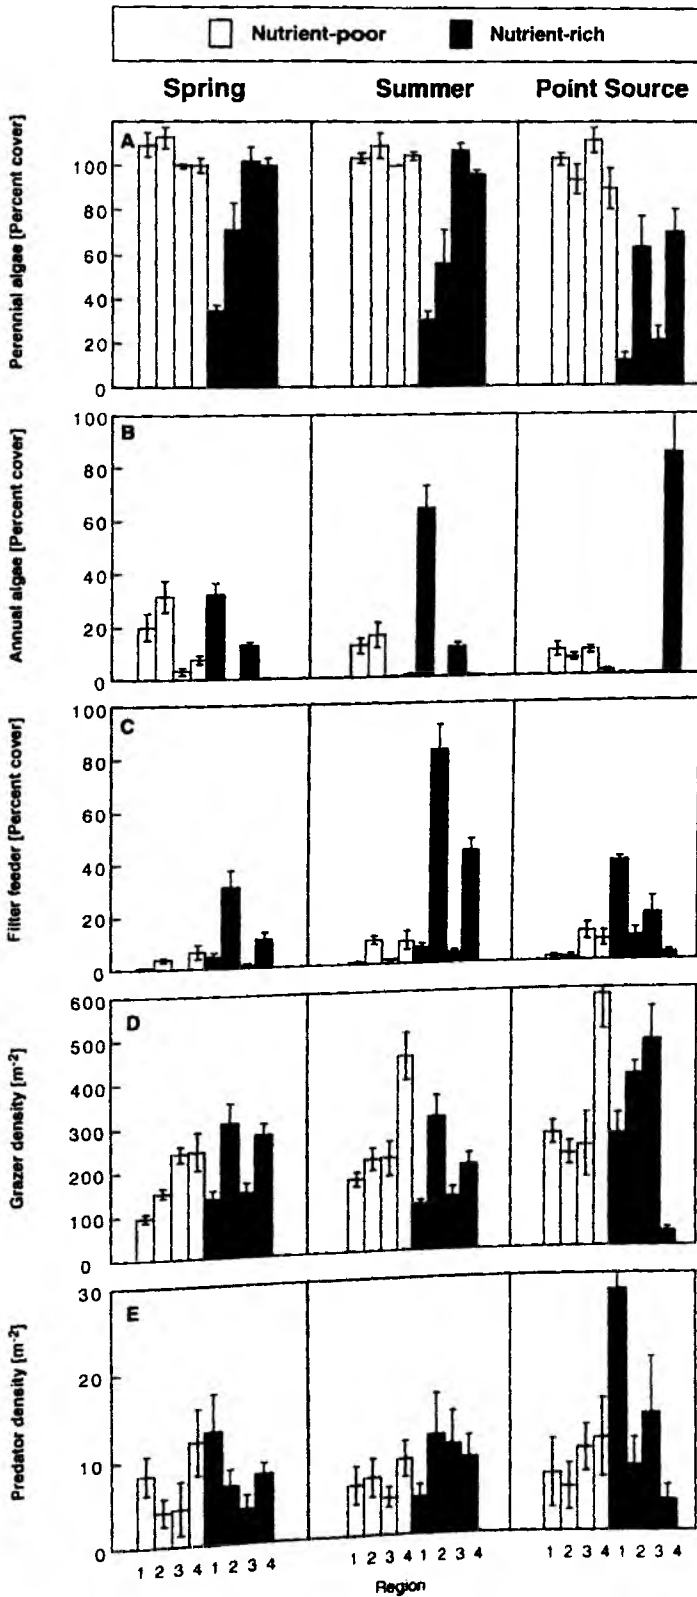 Nutrient-poor Nutrient-rich
Spring Summer Point Source
A
Perennial algae [Percent cover]
100
80
60
40
20
0
B
Annual algae [Percent cover]
100
80
60
40
20
0
C
Filter feeder [Percent cover]
100
80
60
40
20
0
D
Grazer density [m-2]
600
500
400
300
200
100
0
E
Predator density [m-2]
30
20
10
0
1 2 3 4 1 2 3 4 1 2 3 4 1 2 3 4 1 2 3 4 1 2 3 4
Region